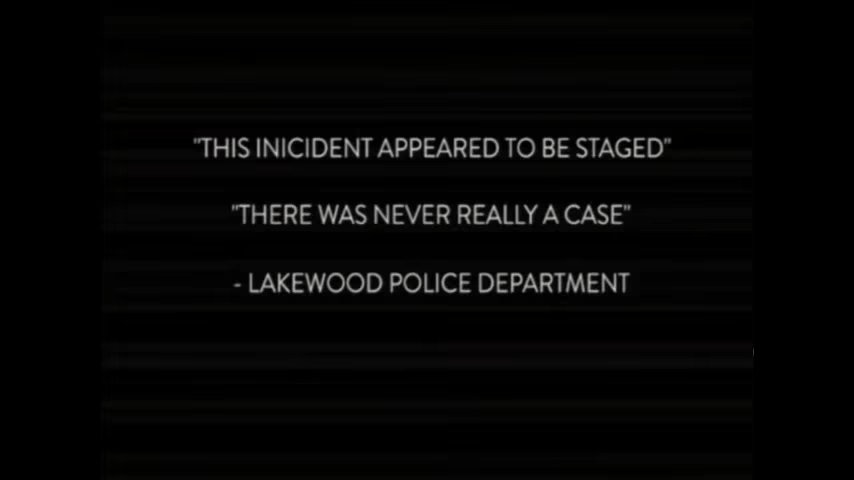 "THIS INICIDENT APPEARED TO BE STAGED"
"THERE WAS NEVER REALLY A CASE"
- LAKEWOOD POLICE DEPARTMENT